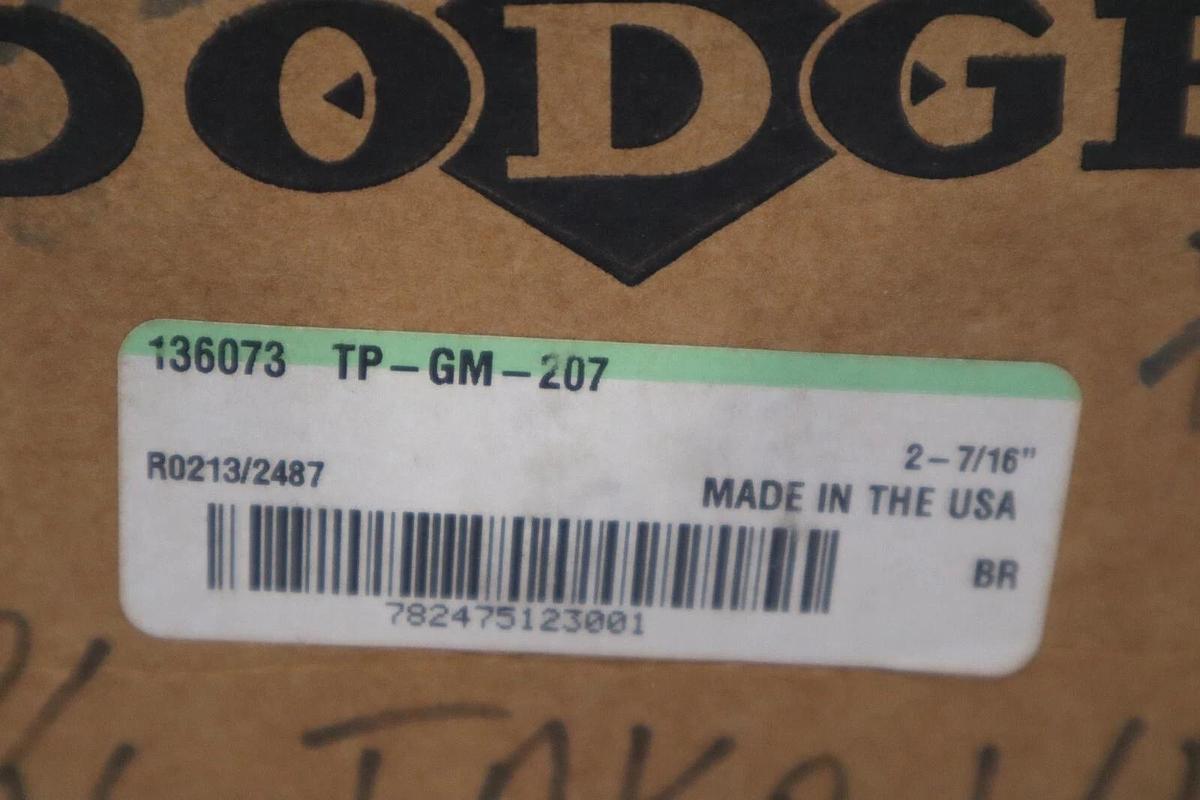 DODGE
136073 TP-GM-207
R0213/2487
2-7/16"
MADE IN THE USA
BR
782475123001